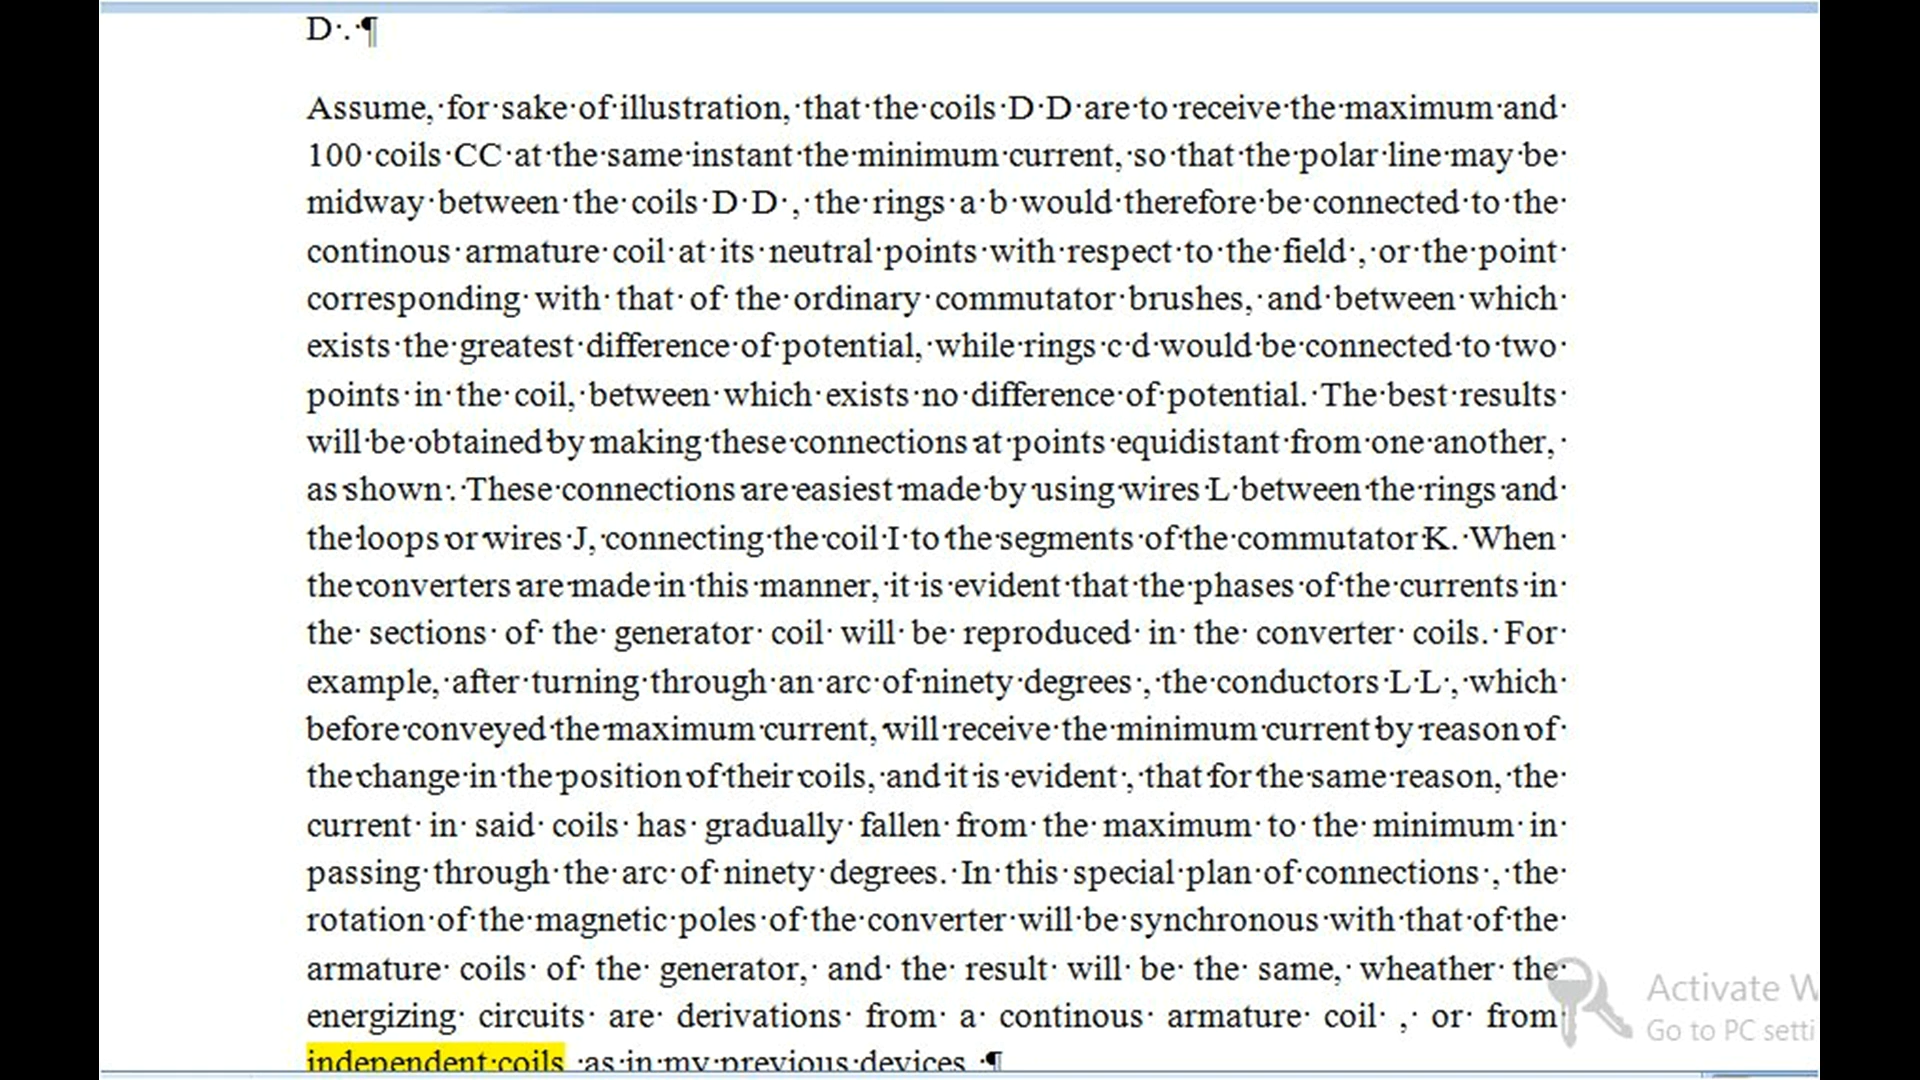 D . ¶
Assume, for sake of illustration, that the coils D D are to receive the maximum and
100 coils CC at the same instant the minimum current, so that the polar line may be
midway between the coils D D , the rings a b would therefore be connected to the
continous armature coil at its neutral points with respect to the field , or the point
corresponding with that of the ordinary commutator brushes, and between which
exists the greatest difference of potential, while rings c d would be connected to two
points in the coil, between which exists no difference of potential. The best results
will be obtained by making these connections at points equidistant from one another,
as shown . These connections are easiest made by using wires L between the rings and
the loops or wires J, connecting the coil I to the segments of the commutator K. When
the converters are made in this manner, it is evident that the phases of the currents in
the sections of the generator coil will be reproduced in the converter coils. For
example, after turning through an arc of ninety degrees , the conductors L L , which
before conveyed the maximum current, will receive the minimum current by reason of
the change in the position of their coils, and it is evident , that for the same reason, the
current in said coils has gradually fallen from the maximum to the minimum in
passing through the arc of ninety degrees. In this special plan of connections , the
rotation of the magnetic poles of the converter will be synchronous with that of the
armature coils of the generator, and the result will be the same, wheather the
energizing circuits are derivations from a continous armature coil , or from
independent coils as in my previous devices . ¶
Activate W
Go to PC setti